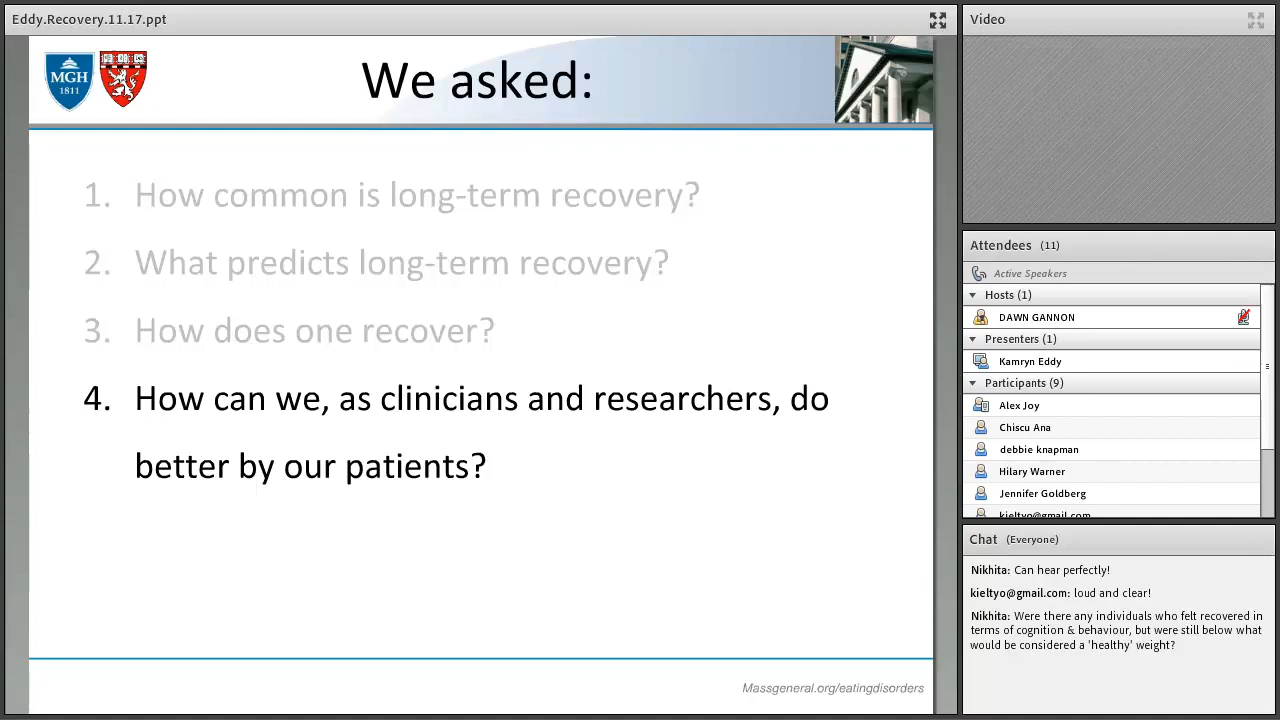 Eddy.Recovery.11.17.ppt
MGH
1811
We asked:
1. How common is long-term recovery?
2. What predicts long-term recovery?
3. How does one recover?
4. How can we, as clinicians and researchers, do
better by our patients?
Massgeneral.org/eatingdisorders
Video
Attendees (11)
Active Speakers
Hosts (1)
DAWN GANNON
Presenters (1)
Kamryn Eddy
Participants (9)
Alex Joy
Chiscu Ana
debbie knapman
Hilary Warner
Jennifer Goldberg
kieltyo@gmail.com
Chat (Everyone)
Nikhita: Can hear perfectly!
kieltyo@gmail.com: loud and clear!
Nikhita: Were there any individuals who felt recovered in
terms of cognition & behaviour, but were still below what
would be considered a 'healthy' weight?